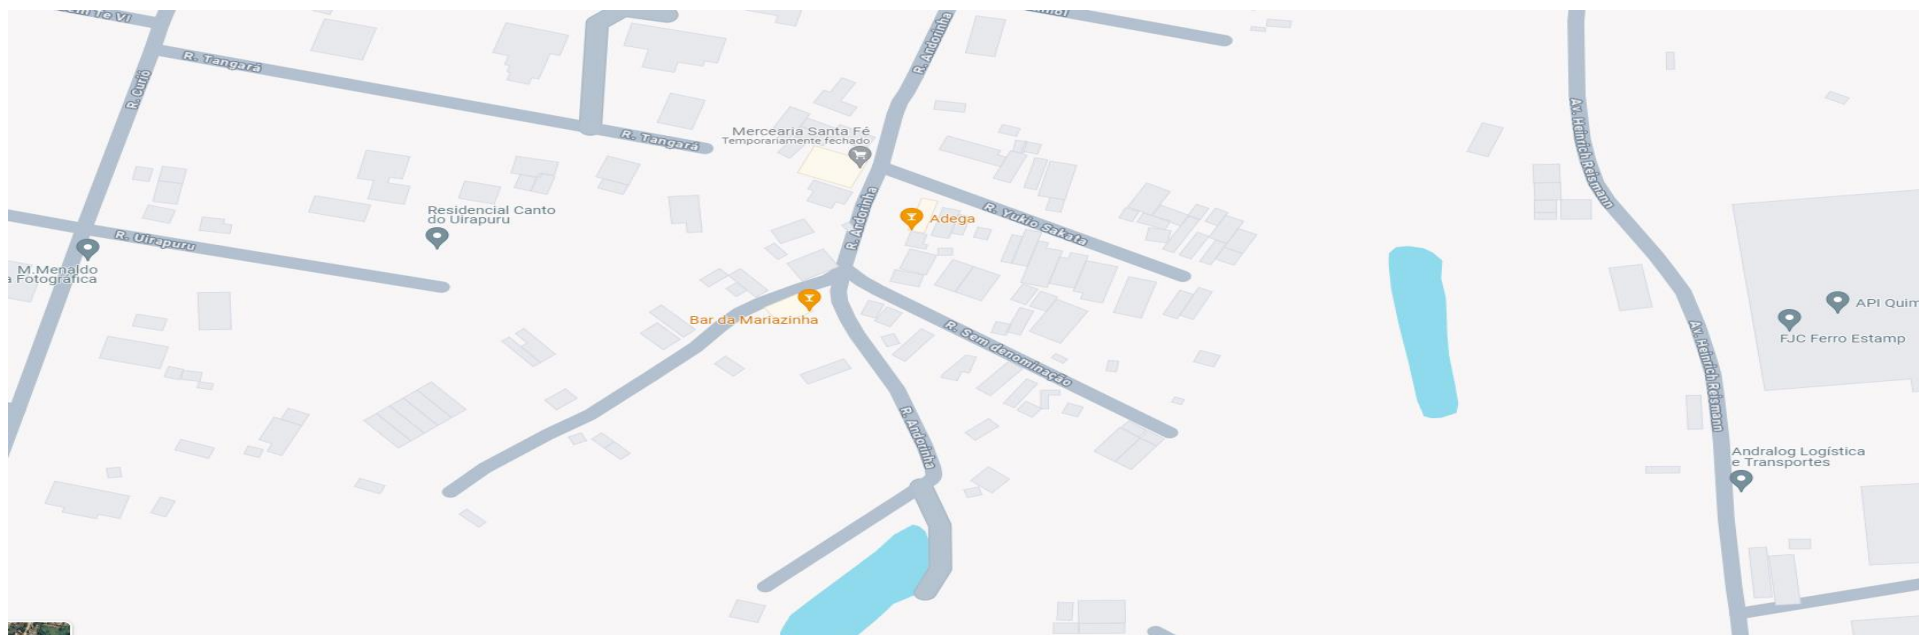 R. Tangará
R. Curió
R. Andorinha
R. Tangará
Mercearia Santa Fé
Temporariamente fechado
Av. Heinrich Reismann
R. Andorinha
Residencial Canto
do Uirapuru
Adega
R. Yukio Sakata
R. Uirapuru
M.Menaldo
a Fotográfica
Bar da Mariazinha
R. Sem denominação
API Quim
FJC Ferro Estamp
Av. Heinrich Reismann
R. Andorinha
Andralog Logística
e Transportes